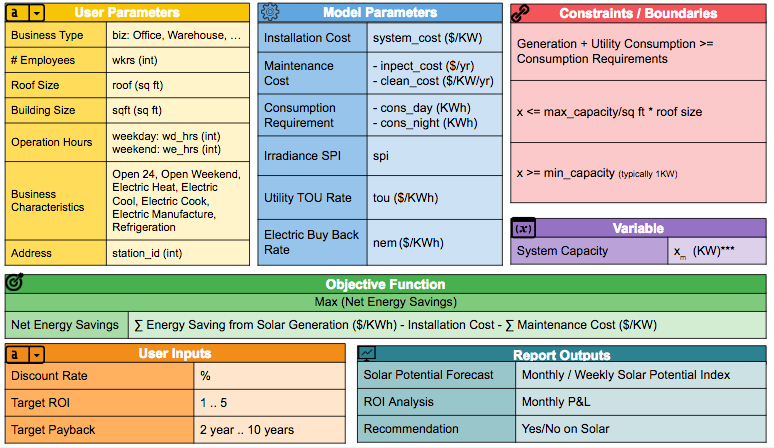 a User Parameters
Business Type biz: Office, Warehouse, ...
# Employees wkrs (int)
Roof Size roof (sq ft)
Building Size sqft (sq ft)
Operation Hours weekday: wd_hrs (int)
weekend: we_hrs (int)
Business
Characteristics
Open 24, Open Weekend,
Electric Heat, Electric
Cool, Electric Cook,
Electric Manufacture,
Refrigeration
Address station_id (int)
Model Parameters
Installation Cost system_cost ($/KW)
Maintenance
Cost
- inpect_cost ($/yr)
- clean_cost ($/KW/yr)
Consumption
Requirement
- cons_day (KWh)
- cons_night (KWh)
Irradiance SPI spi
Utility TOU Rate tou ($/KWh)
Electric Buy Back
Rate
nem ($/KWh)
Constraints / Boundaries
Generation + Utility Consumption >=
Consumption Requirements
x <= max_capacity/sq ft * roof size
x >= min_capacity (typically 1KW)
(x) Variable
System Capacity xm (KW)***
Objective Function
Max (Net Energy Savings)
Net Energy Savings ∑ Energy Saving from Solar Generation ($/KWh) - Installation Cost - ∑ Maintenance Cost ($/KW)
a User Inputs
Discount Rate %
Target ROI 1 .. 5
Target Payback 2 year .. 10 years
Report Outputs
Solar Potential Forecast Monthly / Weekly Solar Potential Index
ROI Analysis Monthly P&L
Recommendation Yes/No on Solar